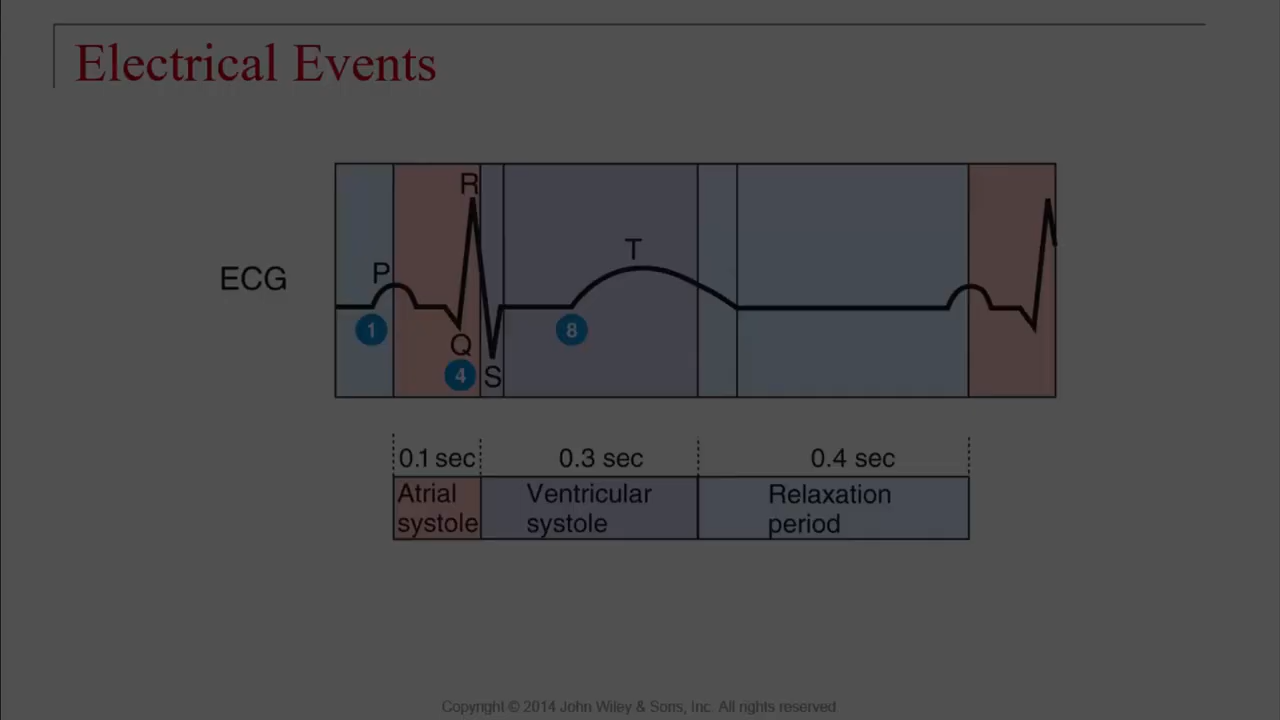 Electrical Events
R
T
P
ECG
1
8
Q
4
S
0.1 sec
0.3 sec
0.4 sec
Atrial
systole
Ventricular
systole
Relaxation
period
Copyright © 2014 John Wiley & Sons, Inc. All rights reserved.